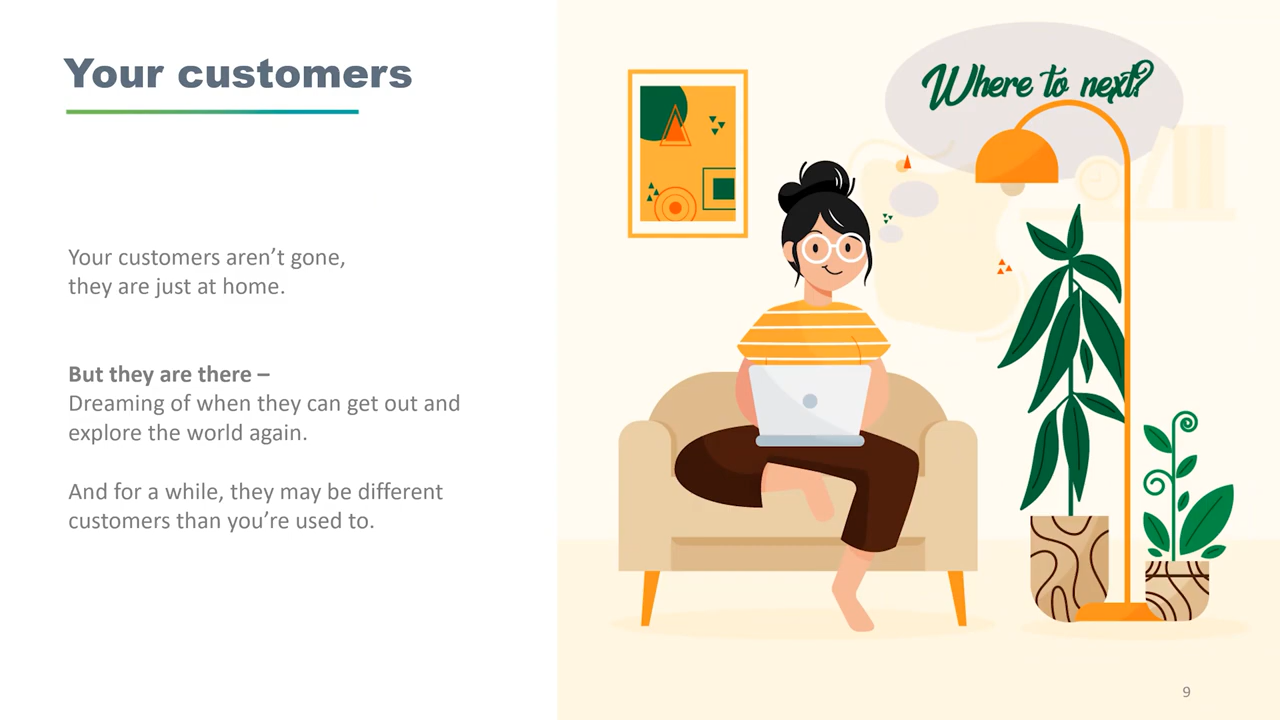 Your customers
Where to next?
Your customers aren’t gone,
they are just at home.
But they are there –
Dreaming of when they can get out and
explore the world again.
And for a while, they may be different
customers than you’re used to.
9